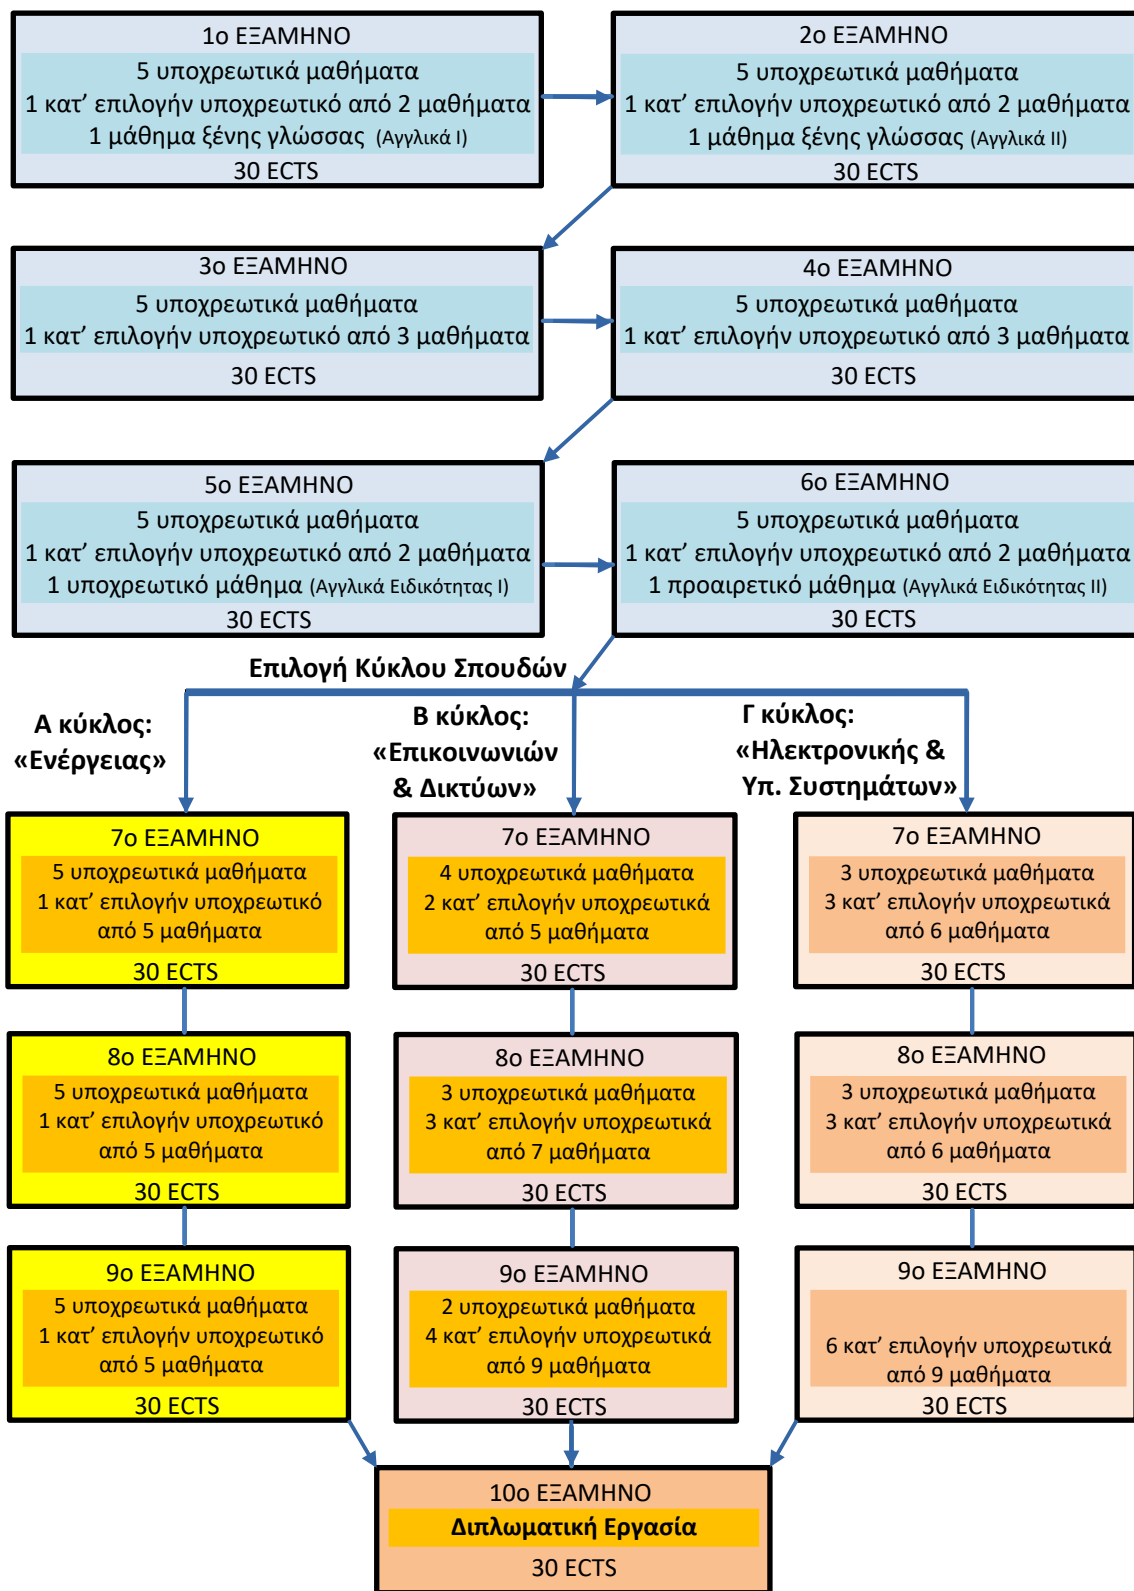 1ο ΕΞΑΜΗΝΟ
5 υποχρεωτικά μαθήματα
1 κατ’ επιλογήν υποχρεωτικό από 2 μαθήματα
1 μάθημα ξένης γλώσσας (Αγγλικά Ι)
30 ECTS
2ο ΕΞΑΜΗΝΟ
5 υποχρεωτικά μαθήματα
1 κατ’ επιλογήν υποχρεωτικό από 2 μαθήματα
1 μάθημα ξένης γλώσσας (Αγγλικά ΙΙ)
30 ECTS
3ο ΕΞΑΜΗΝΟ
5 υποχρεωτικά μαθήματα
1 κατ’ επιλογήν υποχρεωτικό από 3 μαθήματα
30 ECTS
4ο ΕΞΑΜΗΝΟ
5 υποχρεωτικά μαθήματα
1 κατ’ επιλογήν υποχρεωτικό από 3 μαθήματα
30 ECTS
5ο ΕΞΑΜΗΝΟ
5 υποχρεωτικά μαθήματα
1 κατ’ επιλογήν υποχρεωτικό από 2 μαθήματα
1 υποχρεωτικό μάθημα (Αγγλικά Ειδικότητας Ι)
30 ECTS
6ο ΕΞΑΜΗΝΟ
5 υποχρεωτικά μαθήματα
1 κατ’ επιλογήν υποχρεωτικό από 2 μαθήματα
1 προαιρετικό μάθημα (Αγγλικά Ειδικότητας ΙΙ)
30 ECTS
Επιλογή Κύκλου Σπουδών
Α κύκλος:
«Ενέργειας»
Β κύκλος:
«Επικοινωνιών
& Δικτύων»
Γ κύκλος:
«Ηλεκτρονικής &
Υπ. Συστημάτων»
7ο ΕΞΑΜΗΝΟ
5 υποχρεωτικά μαθήματα
1 κατ’ επιλογήν υποχρεωτικό
από 5 μαθήματα
30 ECTS
7ο ΕΞΑΜΗΝΟ
4 υποχρεωτικά μαθήματα
2 κατ’ επιλογήν υποχρεωτικά
από 5 μαθήματα
30 ECTS
7ο ΕΞΑΜΗΝΟ
3 υποχρεωτικά μαθήματα
3 κατ’ επιλογήν υποχρεωτικά
από 6 μαθήματα
30 ECTS
8ο ΕΞΑΜΗΝΟ
5 υποχρεωτικά μαθήματα
1 κατ’ επιλογήν υποχρεωτικό
από 5 μαθήματα
30 ECTS
8ο ΕΞΑΜΗΝΟ
3 υποχρεωτικά μαθήματα
3 κατ’ επιλογήν υποχρεωτικά
από 7 μαθήματα
30 ECTS
8ο ΕΞΑΜΗΝΟ
3 υποχρεωτικά μαθήματα
3 κατ’ επιλογήν υποχρεωτικά
από 6 μαθήματα
30 ECTS
9ο ΕΞΑΜΗΝΟ
5 υποχρεωτικά μαθήματα
1 κατ’ επιλογήν υποχρεωτικό
από 5 μαθήματα
30 ECTS
9ο ΕΞΑΜΗΝΟ
2 υποχρεωτικά μαθήματα
4 κατ’ επιλογήν υποχρεωτικά
από 9 μαθήματα
30 ECTS
9ο ΕΞΑΜΗΝΟ
6 κατ’ επιλογήν υποχρεωτικά
από 9 μαθήματα
30 ECTS
10ο ΕΞΑΜΗΝΟ
Διπλωματική Εργασία
30 ECTS